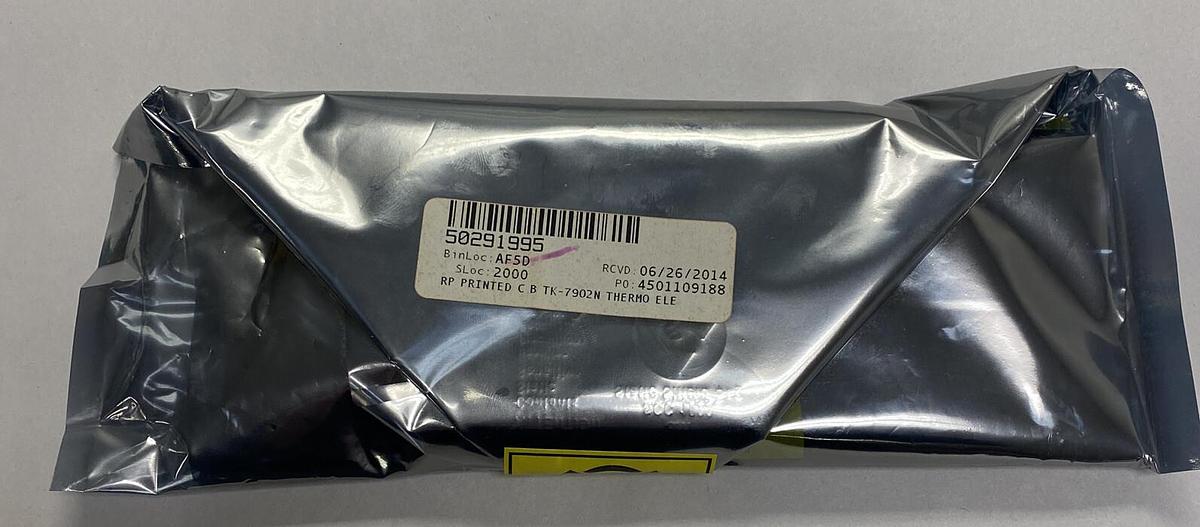 50291995
BinLoc: AF5D
SLoc: 2000
RCVD: 06/26/2014
PO: 4501109188
RP PRINTED C B TK-7902N THERMO ELE